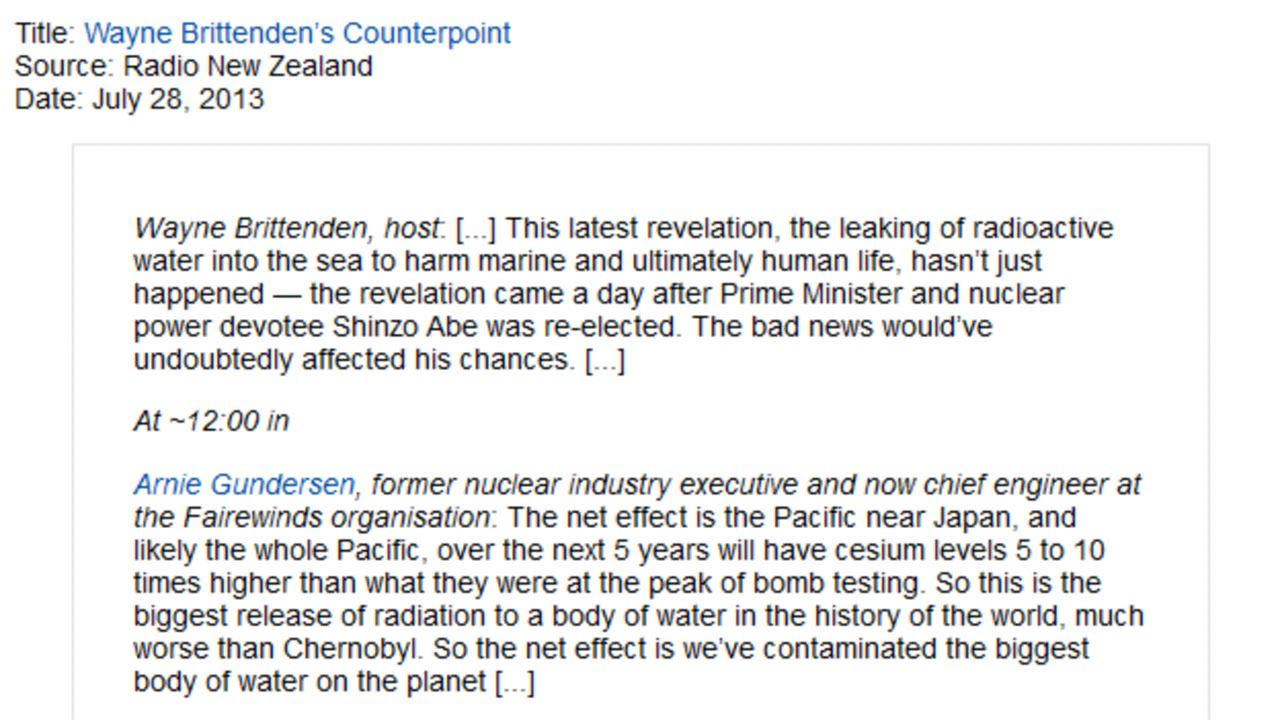 Title: Wayne Brittenden’s Counterpoint
Source: Radio New Zealand
Date: July 28, 2013
Wayne Brittenden, host: [...] This latest revelation, the leaking of radioactive
water into the sea to harm marine and ultimately human life, hasn’t just
happened — the revelation came a day after Prime Minister and nuclear
power devotee Shinzo Abe was re-elected. The bad news would’ve
undoubtedly affected his chances. [...]
At ~12:00 in
Arnie Gundersen, former nuclear industry executive and now chief engineer at
the Fairewinds organisation: The net effect is the Pacific near Japan, and
likely the whole Pacific, over the next 5 years will have cesium levels 5 to 10
times higher than what they were at the peak of bomb testing. So this is the
biggest release of radiation to a body of water in the history of the world, much
worse than Chernobyl. So the net effect is we’ve contaminated the biggest
body of water on the planet [...]